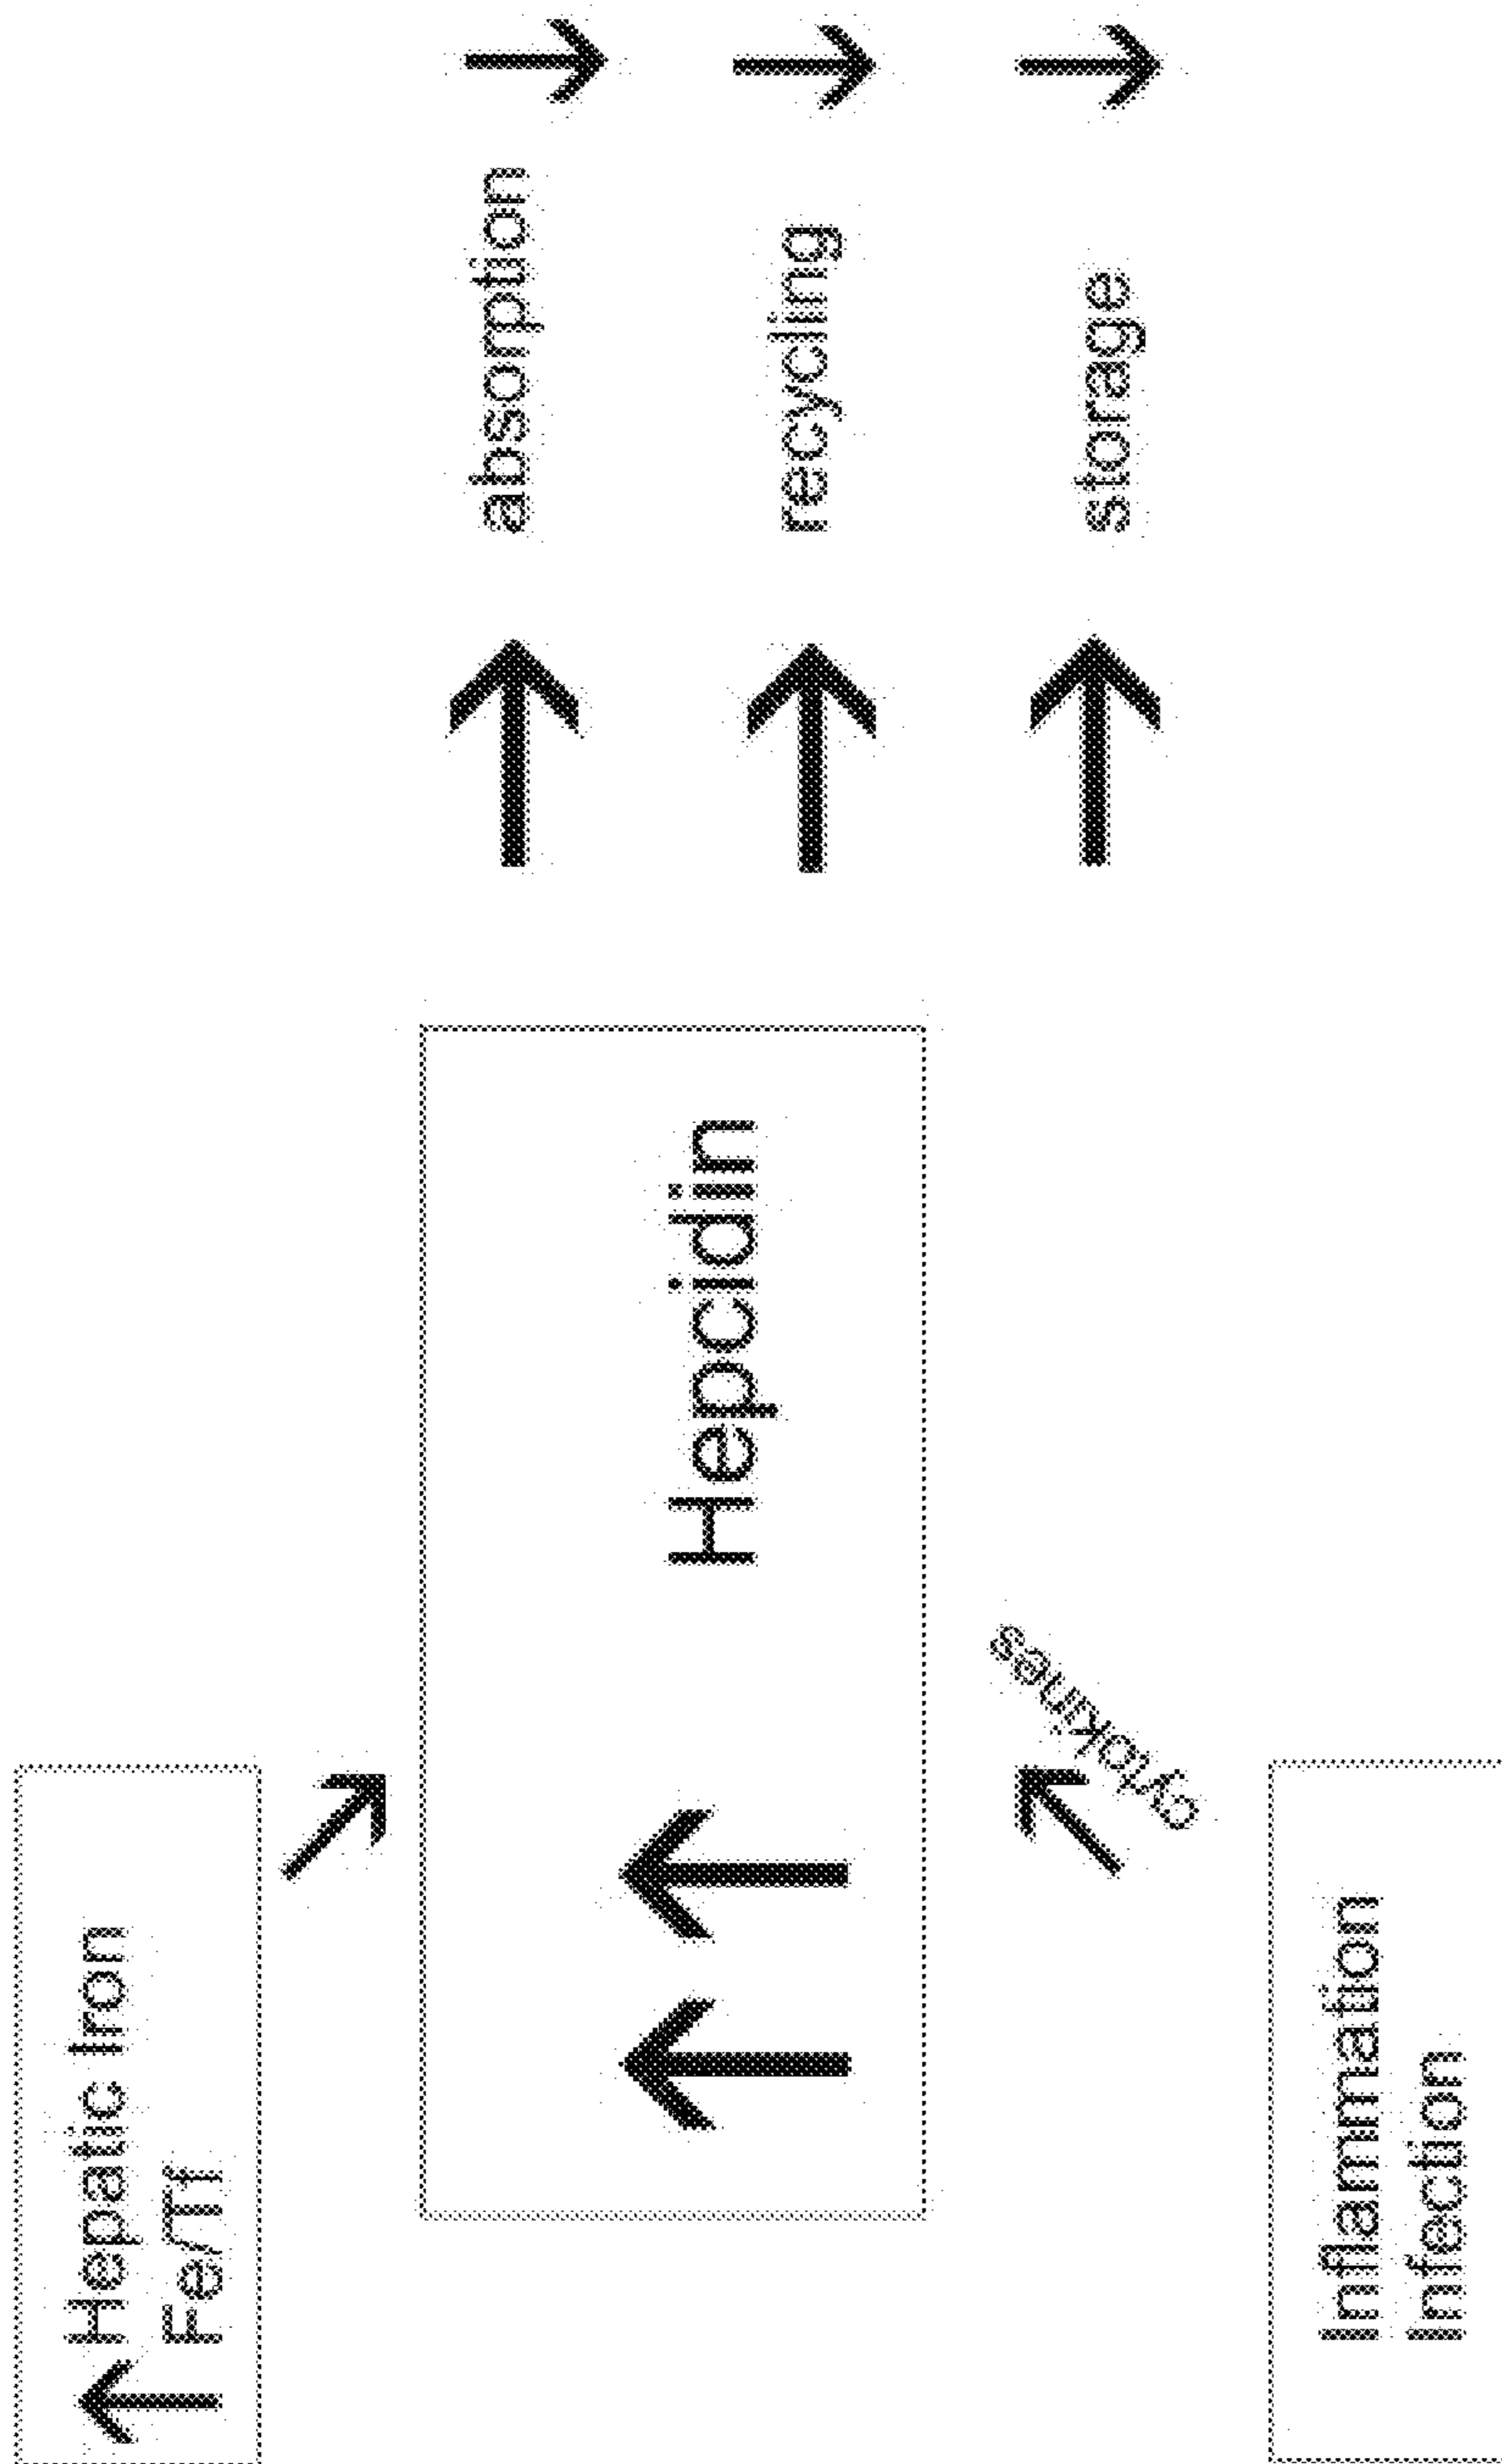 Hepatic Iron
Fe/Tf
Hepcidin
cytokines
Inflammation
Infection
absorption
recycling
storage